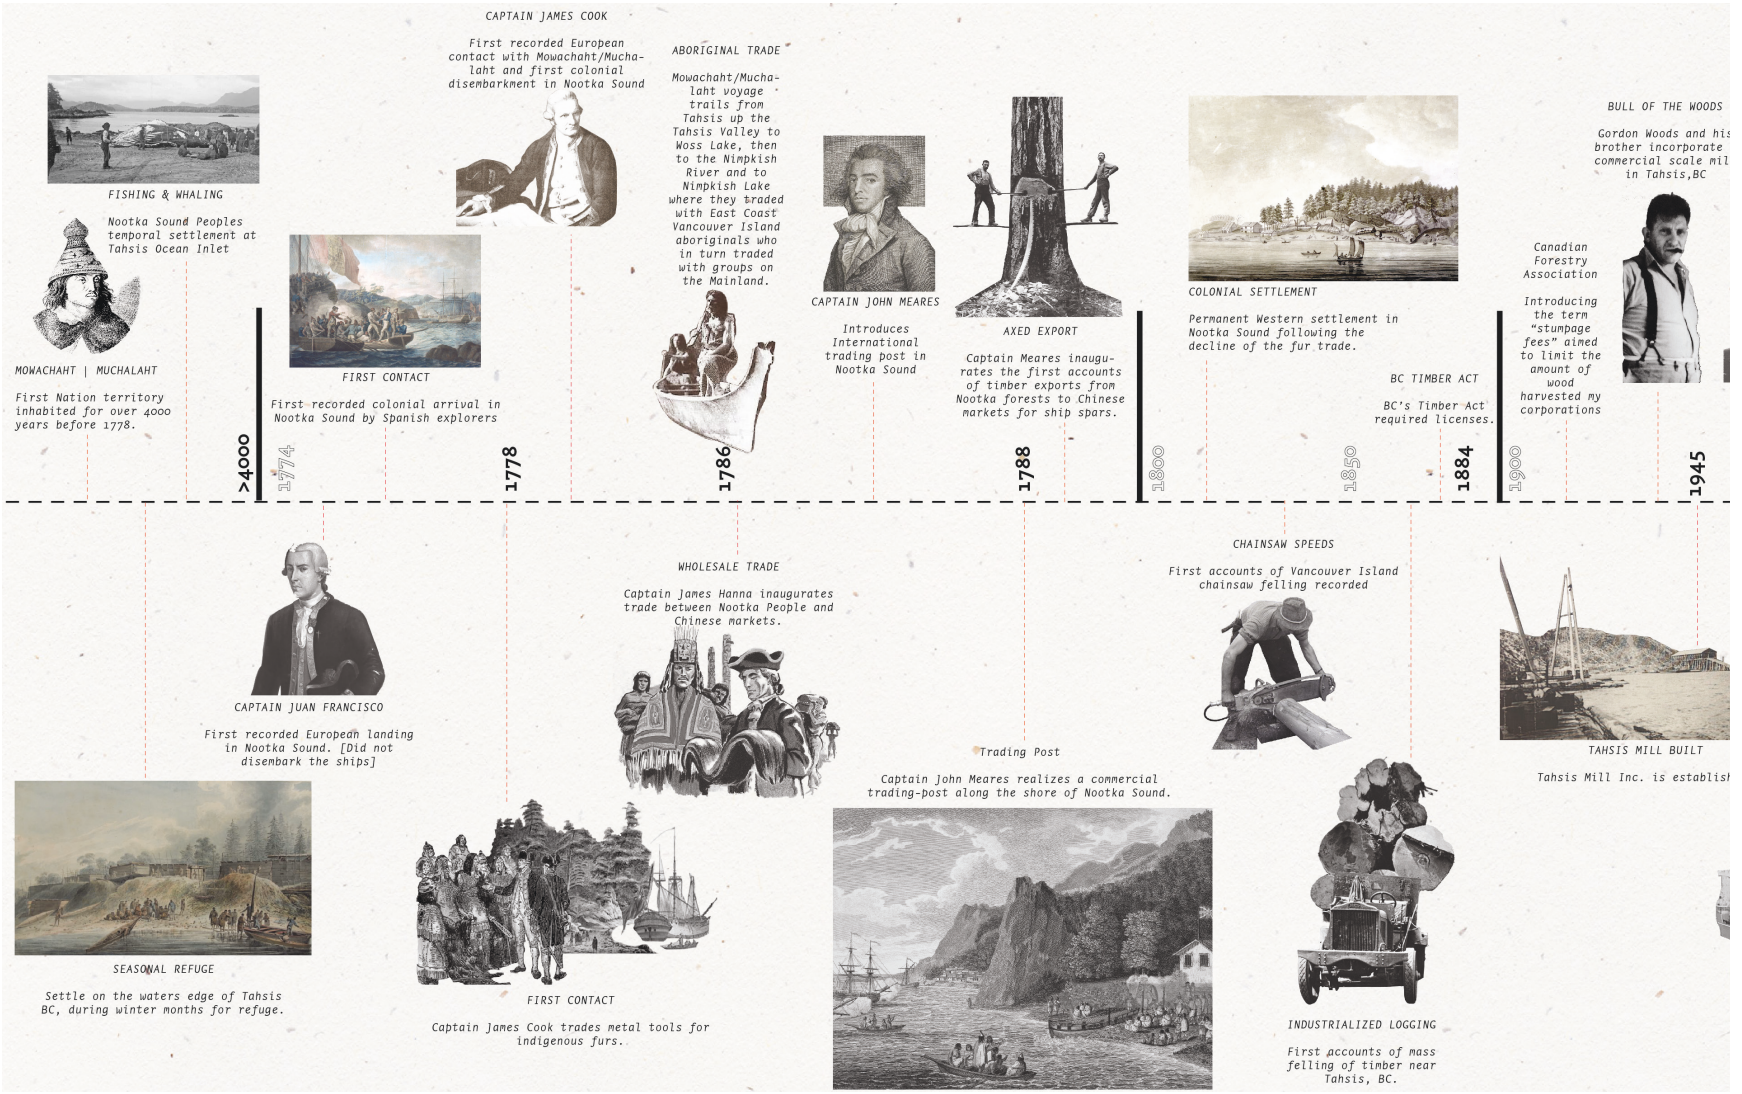 CAPTAIN JAMES COOK
First recorded European
contact with Mowachaht/Mucha-
laht and first colonial
disembarkment in Nootka Sound
ABORIGINAL TRADE
Mowachaht/Mucha-
laht voyage
trails from
Tahsis up the
Tahsis Valley to
Woss Lake, then
to the Nimpkish
River and to
Nimpkish Lake
where they traded
with East Coast
Vancouver Island
aboriginals who
in turn traded
with groups on
the Mainland.
FISHING & WHALING
Nootka Sound Peoples
temporal settlement at
Tahsis Ocean Inlet
MOWACHAHT | MUCHALAHT
First Nation territory
inhabited for over 4000
years before 1778.
FIRST CONTACT
First recorded colonial arrival in
Nootka Sound by Spanish explorers
CAPTAIN JOHN MEARES
Introduces
International
trading post in
Nootka Sound
AXED EXPORT
Captain Meares inaugu-
rates the first accounts
of timber exports from
Nootka forests to Chinese
markets for ship spars.
COLONIAL SETTLEMENT
Permanent Western settlement in
Nootka Sound following the
decline of the fur trade.
BC TIMBER ACT
BC's Timber Act
required licenses.
Canadian
Forestry
Association
Introducing
the term
“stumpage
fees” aimed
to limit the
amount of
wood
harvested my
corporations
BULL OF THE WOODS
Gordon Woods and his
brother incorporate
commercial scale mil
in Tahsis,BC
>4000
1774
1778
1786
1788
1800
1850
1884
1900
1945
CAPTAIN JUAN FRANCISCO
First recorded European landing
in Nootka Sound. [Did not
disembark the ships]
SEASONAL REFUGE
Settle on the waters edge of Tahsis
BC, during winter months for refuge.
WHOLESALE TRADE
Captain James Hanna inaugurates
trade between Nootka People and
Chinese markets.
FIRST CONTACT
Captain James Cook trades metal tools for
indigenous furs.
Trading Post
Captain John Meares realizes a commercial
trading-post along the shore of Nootka Sound.
CHAINSAW SPEEDS
First accounts of Vancouver Island
chainsaw felling recorded
INDUSTRIALIZED LOGGING
First accounts of mass
felling of timber near
Tahsis, BC.
TAHSIS MILL BUILT
Tahsis Mill Inc. is establish